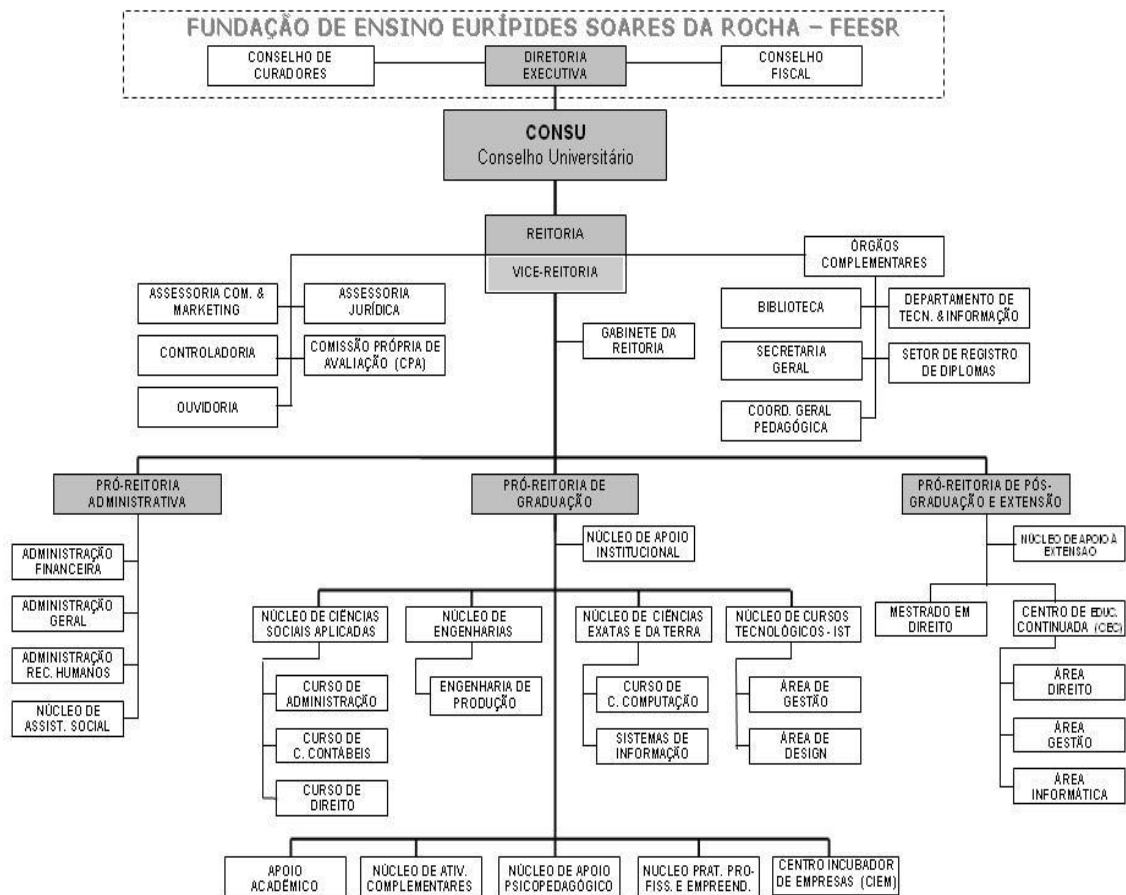 FUNDAÇÃO DE ENSINO EURÍPIDES SOARES DA ROCHA – FEESR
CONSELHO DE
CURADORES
DIRETORIA
EXECUTIVA
CONSELHO
FISCAL
CONSU
Conselho Universitário
REITORIA
VICE-REITORIA
ÓRGÃOS
COMPLEMENTARES
ASSESSORIA COM. &
MARKETING
ASSESSORIA
JURÍDICA
CONTROLADORIA
COMISSÃO PRÓPRIA DE
AVALIAÇÃO (CPA)
OUVIDORIA
GABINETE DA
REITORIA
BIBLIOTECA
DEPARTAMENTO DE
TECN. & INFORMAÇÃO
SECRETARIA
GERAL
SETOR DE REGISTRO
DE DIPLOMAS
COORD. GERAL
PEDAGÓGICA
PRÓ-REITORIA
ADMINISTRATIVA
PRÓ-REITORIA DE
GRADUAÇÃO
PRÓ-REITORIA DE PÓS-
GRADUAÇÃO E EXTENSÃO
ADMINISTRAÇÃO
FINANCEIRA
ADMINISTRAÇÃO
GERAL
ADMINISTRAÇÃO
REC. HUMANOS
NÚCLEO DE
ASSIST. SOCIAL
NÚCLEO DE APOIO
INSTITUCIONAL
NÚCLEO DE CIÊNCIAS
SOCIAIS APLICADAS
CURSO DE
ADMINISTRAÇÃO
CURSO DE
C. CONTÁBEIS
CURSO DE
DIREITO
NÚCLEO DE
ENGENHARIAS
ENGENHARIA DE
PRODUÇÃO
NÚCLEO DE CIÊNCIAS
EXATAS E DA TERRA
CURSO DE
C. COMPUTAÇÃO
SISTEMAS DE
INFORMAÇÃO
NÚCLEO DE CURSOS
TECNOLÓGICOS - IST
ÁREA DE
GESTÃO
ÁREA DE
DESIGN
NÚCLEO DE APOIO À
EXTENSÃO
MESTRADO EM
DIREITO
CENTRO DE EDUC.
CONTINUADA (CEC)
ÁREA
DIREITO
ÁREA
GESTÃO
ÁREA
INFORMÁTICA
APOIO
ACADÊMICO
NÚCLEO DE ATIV.
COMPLEMENTARES
NÚCLEO DE APOIO
PSICOPEDAGÓGICO
NUCLEO PRAT. PRO-
FISS. E EMPREEND.
CENTRO INCUBADOR
DE EMPRESAS (CIEM)